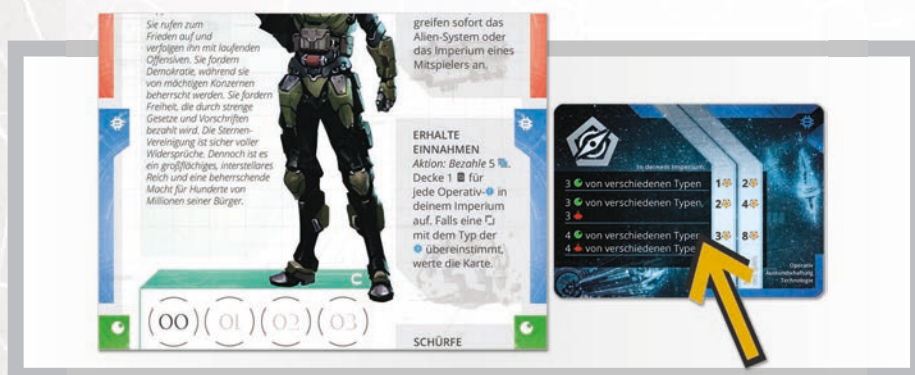 Sie rufen zum
Frieden auf und
verfolgen ihn mit laufenden
Offensiven. Sie fordern
Demokratie, während sie
von mächtigen Konzernen
beherrscht werden. Sie fordern
Freiheit, die durch strenge
Gesetze und Vorschriften
bezahlt wird. Die Sternen-
Vereinigung ist sicher voller
Widersprüche. Dennoch ist es
ein großflächiges, interstellares
Reich und eine beherrschende
Macht für Hunderte von
Millionen seiner Bürger.
00 01 02 03
greifen sofort das
Alien-System oder
das Imperium eines
Mitspielers an.
ERHALTE
EINNAHMEN
Aktion: Bezahle 5
Decke 1 für
jede Operativ- in
deinem Imperium
auf. Falls eine
mit dem Typ der
übereinstimmt,
werte die Karte.
SCHÜRFE
In deinem Imperium:
3 von verschiedenen Typen 1 2
3 von verschiedenen Typen, 2 4
3
4 von verschiedenen Typen 3 8
4 von verschiedenen Type
Operativ
Auskundschaftung
Technologie